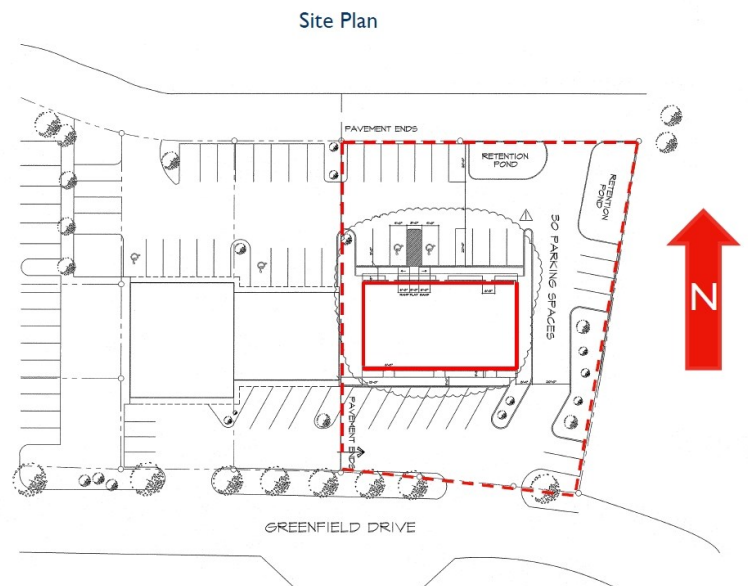 Site Plan
PAVEMENT ENDS
RETENTION
POND
RETENTION
POND
30 PARKING SPACES
N
PAVEMENT ENDS
GREENFIELD DRIVE